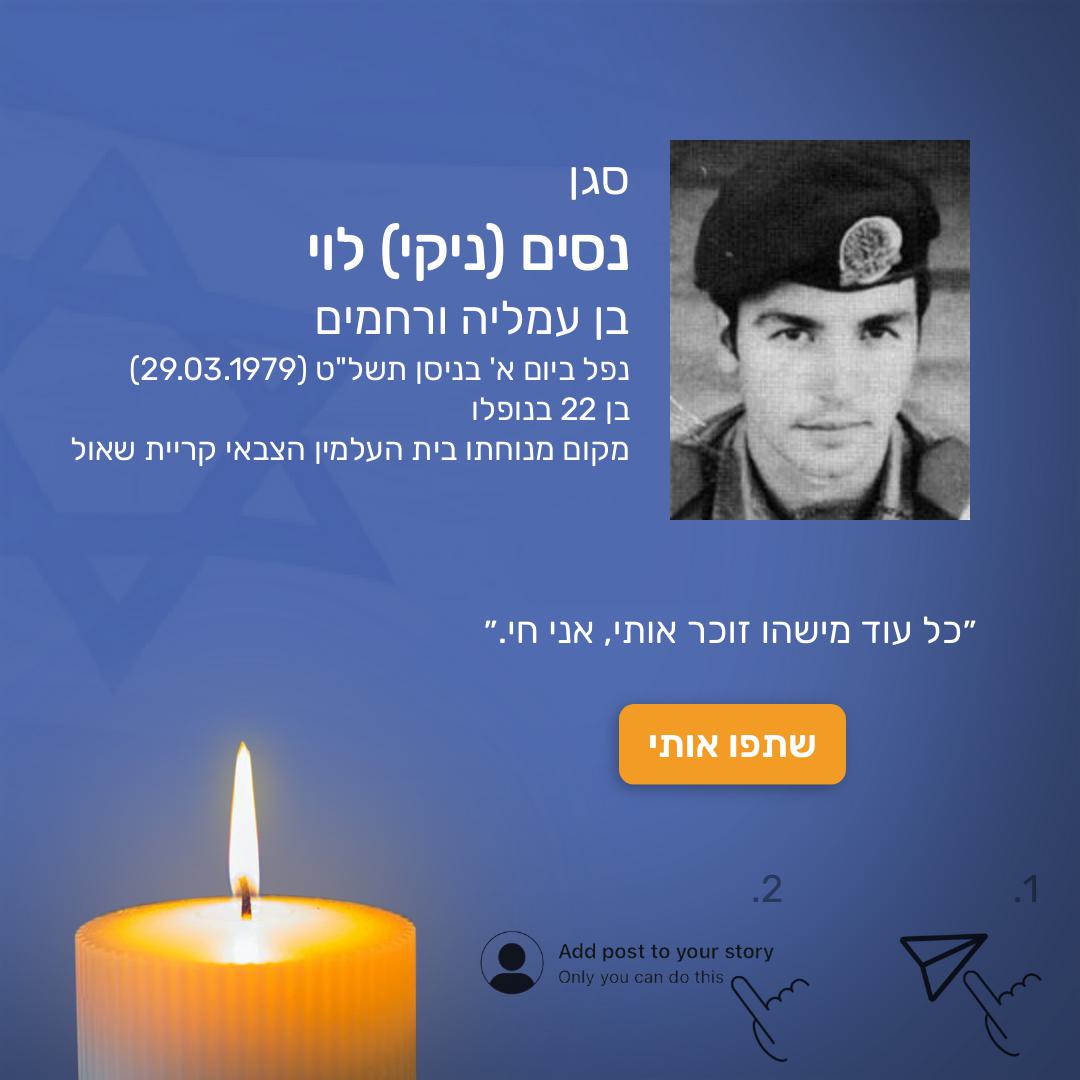 סגן
נסים (ניקי) לוי
בן עמליה ורחמים
נפל ביום א' בניסן תשל"ט (29.03.1979)
בן 22 בנופלו
מקום מנוחתו בית העלמין הצבאי קריית שאול
״כל עוד מישהו זוכר אותי, אני חי.״
שתפו אותי
1.
2.
Add post to your story
Only you can do this